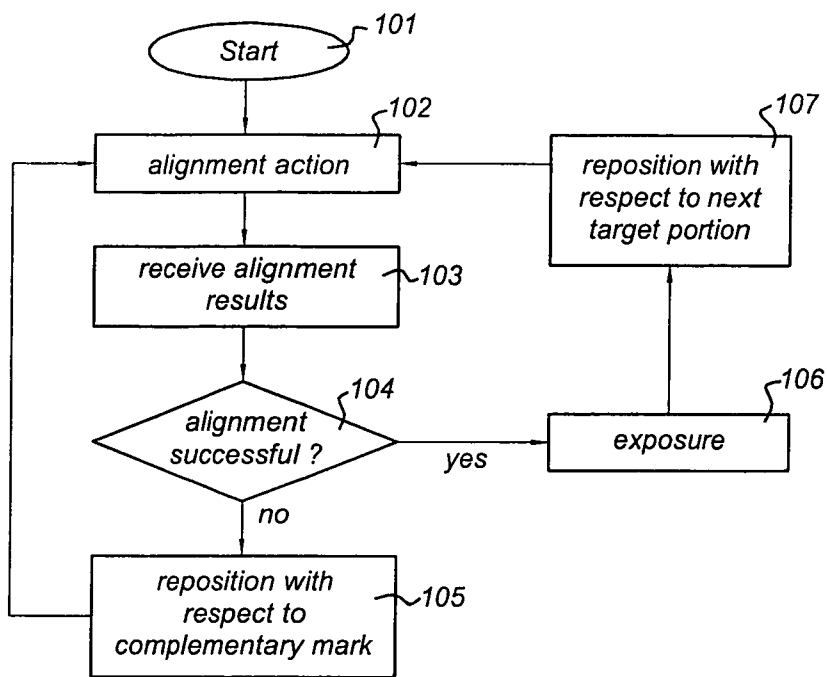 101
Start
102
alignment action
107
reposition with
respect to next
target portion
receive alignment
results
103
104
alignment
successful ?
yes
no
106
exposure
reposition with
respect to
complementary mark
105